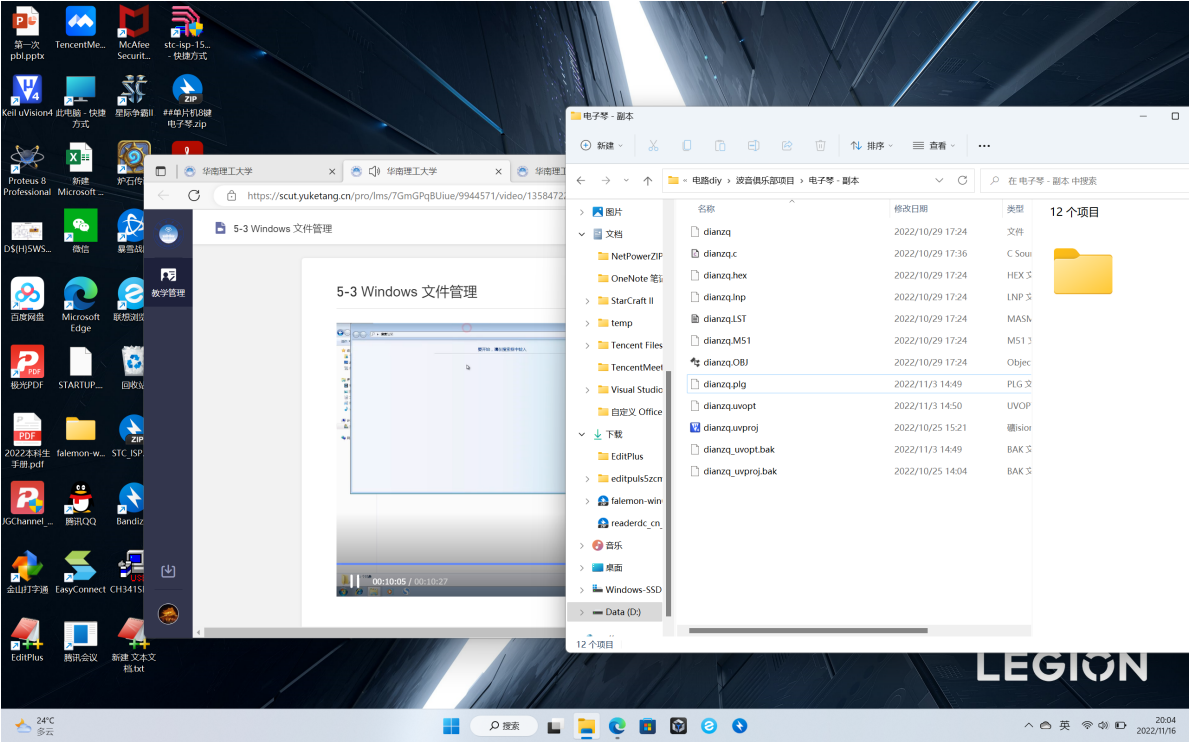 第一次
pbl.pptx
TencentMe...
McAfee
Securit...
stc-isp-15...
- 快捷方式
Keil uVision4
此电脑 - 快捷
方式
星际争霸II
##单片机8键
电子琴.zip
Proteus 8
Professional
新建
Microsoft ...
炉石传
D$(H)5WS...
微信
暴雪战
百度网盘
Microsoft
Edge
联想浏览
极光PDF
STARTUP....
回收站
2022本科生
手册.pdf
falemon-w...
STC_ISP.
JGChannel_...
腾讯QQ
Bandiz
金山打字通
EasyConnect
CH341S
EditPlus
腾讯会议
新建 文本文
档.txt
华南理工大学
华南理工大学
华南理工
https://scut.yuketang.cn/pro/lms/7GmGPqBUiue/9944571/video/1358472
5-3 Windows 文件管理
教学管理
5-3 Windows 文件管理
00:10:05 / 00:10:27
电子琴 - 副本
新建
排序
查看
« 电路diy › 波音俱乐部项目 › 电子琴 - 副本
在 电子琴 - 副本 中搜索
图片
文档
NetPowerZIP
OneNote 笔记
StarCraft II
temp
Tencent Files
TencentMeet
Visual Studio
自定义 Office
下载
EditPlus
editpuls5zcm
falemon-win
readerdc_cn_
音乐
桌面
Windows-SSD
Data (D:)
名称 修改日期 类型
dianzq 2022/10/29 17:24 文件
dianzq.c 2022/10/29 17:36 C Sour
dianzq.hex 2022/10/29 17:24 HEX 文
dianzq.lnp 2022/10/29 17:24 LNP 文
dianzq.LST 2022/10/29 17:24 MASM
dianzq.M51 2022/10/29 17:24 M51 文
dianzq.OBJ 2022/10/29 17:24 Objec
dianzq.plg 2022/11/3 14:49 PLG 文
dianzq.uvopt 2022/11/3 14:50 UVOP
dianzq.uvproj 2022/10/25 15:21 礦ision
dianzq_uvopt.bak 2022/11/3 14:49 BAK 文
dianzq_uvproj.bak 2022/10/25 14:04 BAK 文
12 个项目
12 个项目
LEGION
24°C
多云
搜索
英
20:04
2022/11/16